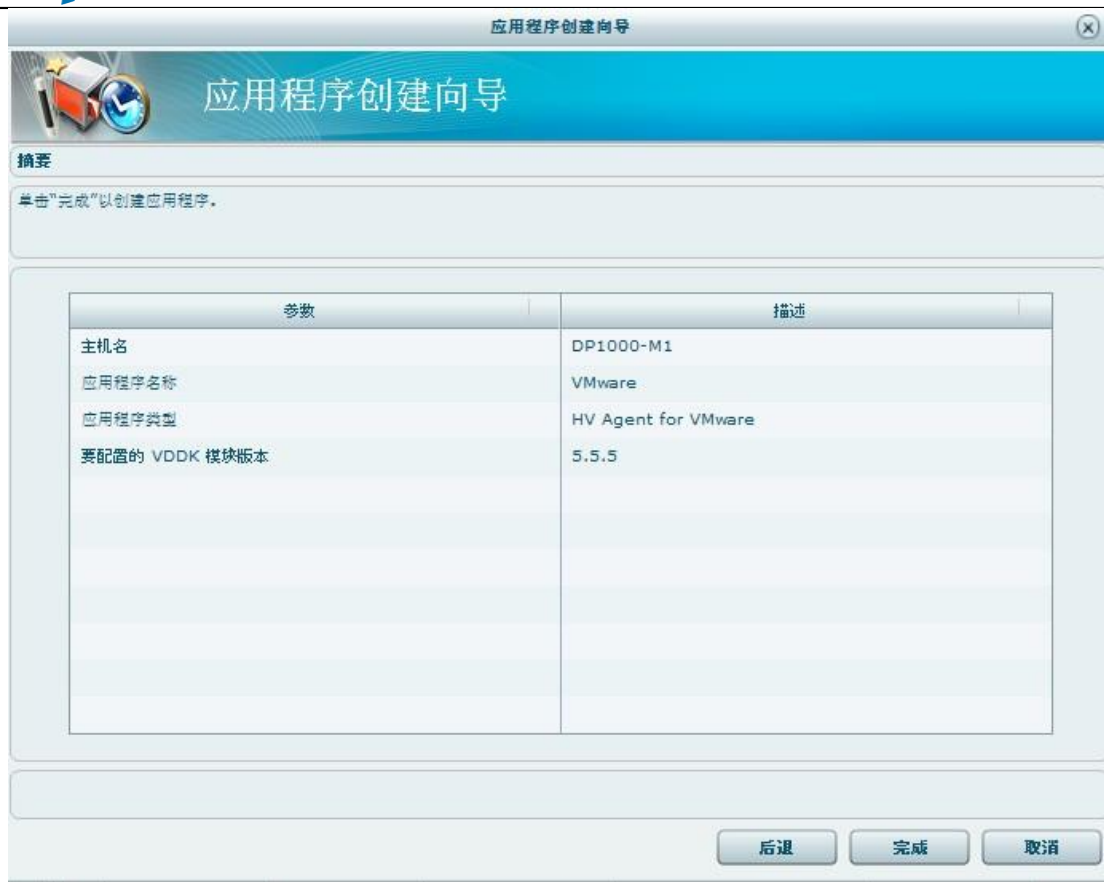 应用程序创建向导
应用程序创建向导
摘要
单击"完成"以创建应用程序。
参数 描述
主机名 DP1000-M1
应用程序名称 VMware
应用程序类型 HV Agent for VMware
要配置的 VDDK 模块版本 5.5.5
后退 完成 取消